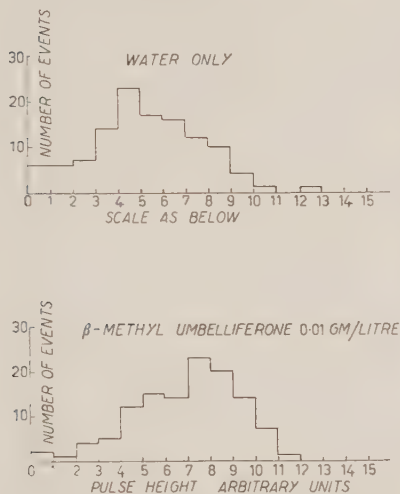 NUMBER OF EVENTS
30
20
10
WATER ONLY
0 1 2 3 4 5 6 7 8 9 10 11 12 13 14 15
SCALE AS BELOW
NUMBER OF EVENTS
30
20
10
β-METHYL UMBELLIFERONE 0·01 GM/LITRE
0 1 2 3 4 5 6 7 8 9 10 11 12 13 14 15
PULSE HEIGHT ARBITRARY UNITS